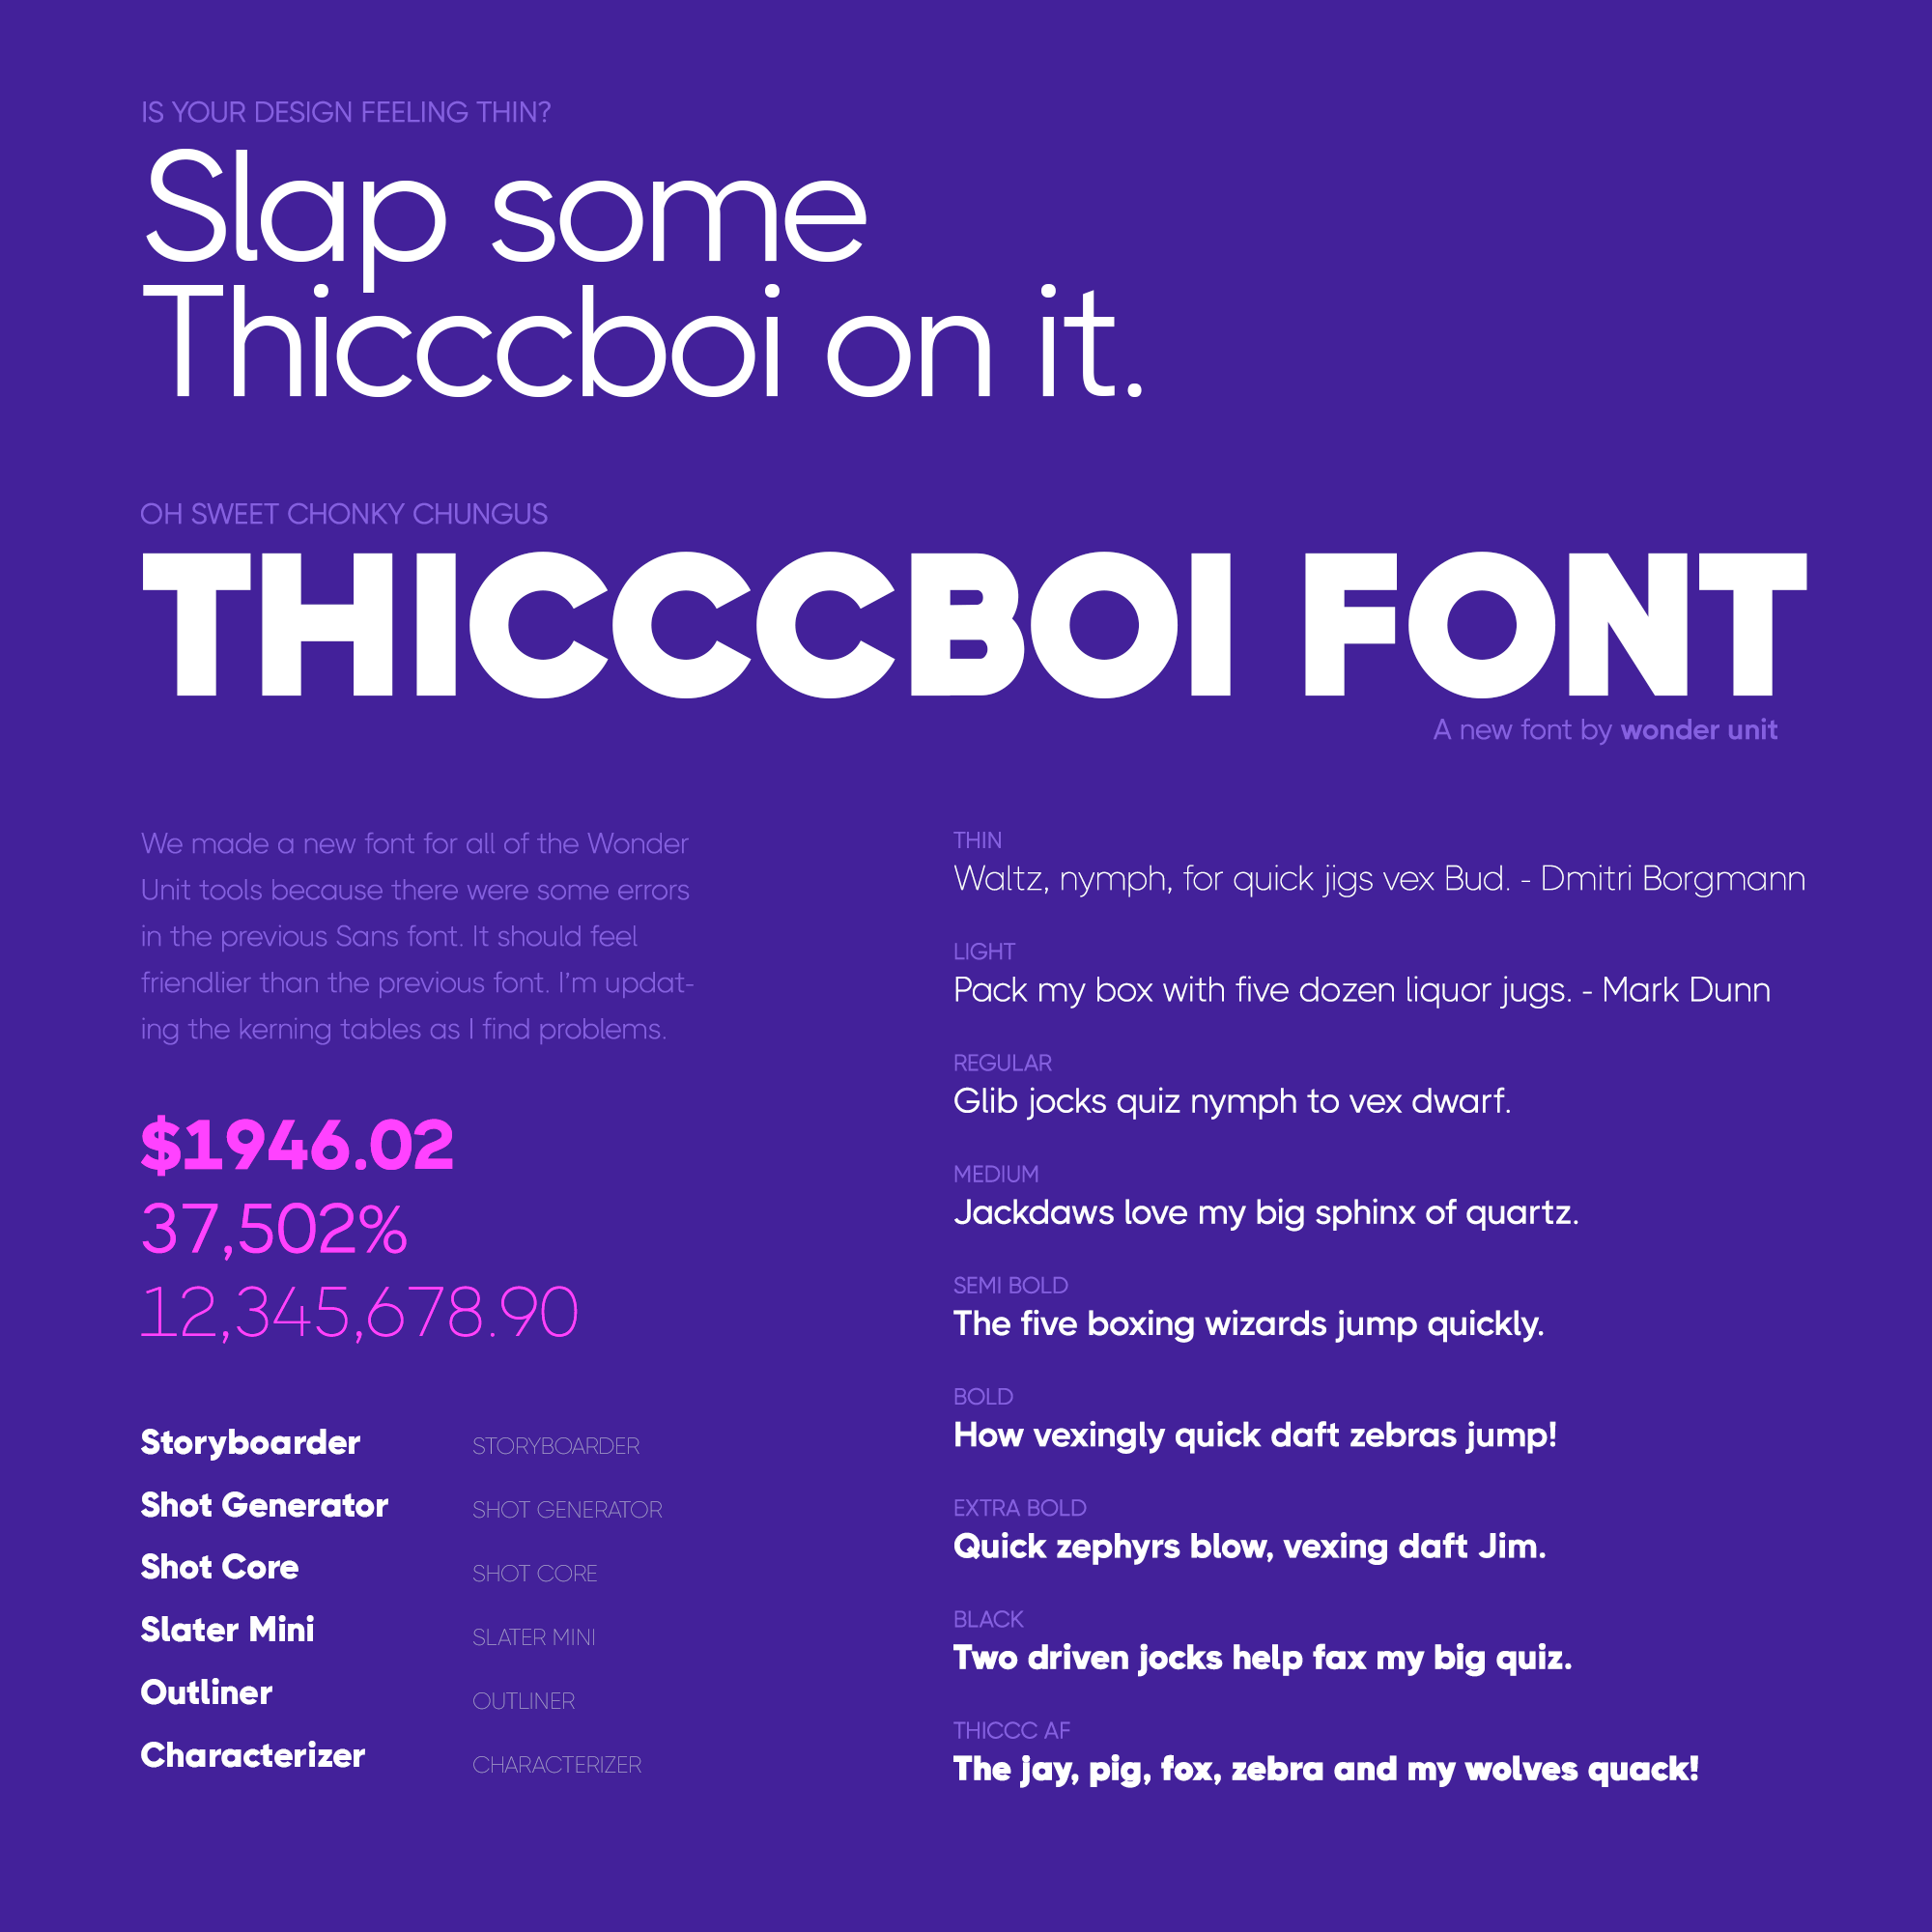 IS YOUR DESIGN FEELING THIN?
Slap some
Thicccboi on it.
OH SWEET CHONKY CHUNGUS
THICCCBOI FONT
A new font by wonder unit
We made a new font for all of the Wonder
Unit tools because there were some errors
in the previous Sans font. It should feel
friendlier than the previous font. I’m updat-
ing the kerning tables as I find problems.
$1946.02
37,502%
12,345,678.90
Storyboarder STORYBOARDER
Shot Generator SHOT GENERATOR
Shot Core SHOT CORE
Slater Mini SLATER MINI
Outliner OUTLINER
Characterizer CHARACTERIZER
THIN
Waltz, nymph, for quick jigs vex Bud. - Dmitri Borgmann
LIGHT
Pack my box with five dozen liquor jugs. - Mark Dunn
REGULAR
Glib jocks quiz nymph to vex dwarf.
MEDIUM
Jackdaws love my big sphinx of quartz.
SEMI BOLD
The five boxing wizards jump quickly.
BOLD
How vexingly quick daft zebras jump!
EXTRA BOLD
Quick zephyrs blow, vexing daft Jim.
BLACK
Two driven jocks help fax my big quiz.
THICCC AF
The jay, pig, fox, zebra and my wolves quack!